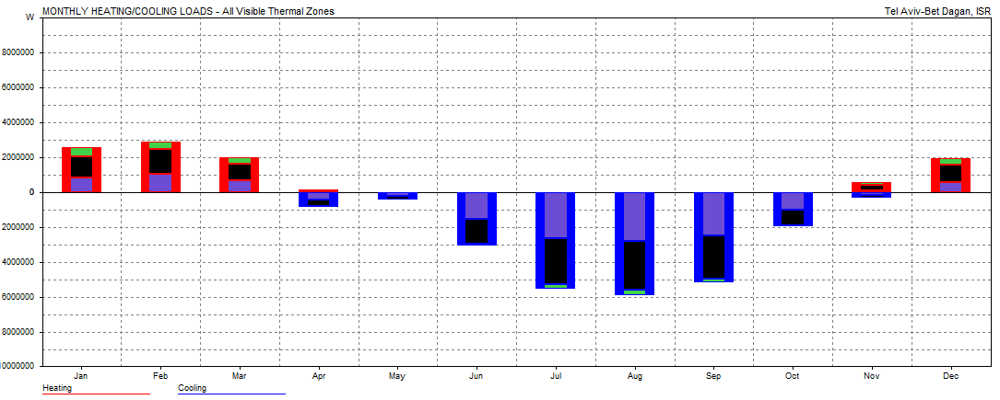 MONTHLY HEATING/COOLING LOADS - All Visible Thermal Zones
Tel Aviv-Bet Dagan, ISR
W
8000000
6000000
4000000
2000000
0
2000000
4000000
6000000
8000000
0000000
Jan Feb Mar Apr May Jun Jul Aug Sep Oct Nov Dec
Heating Cooling